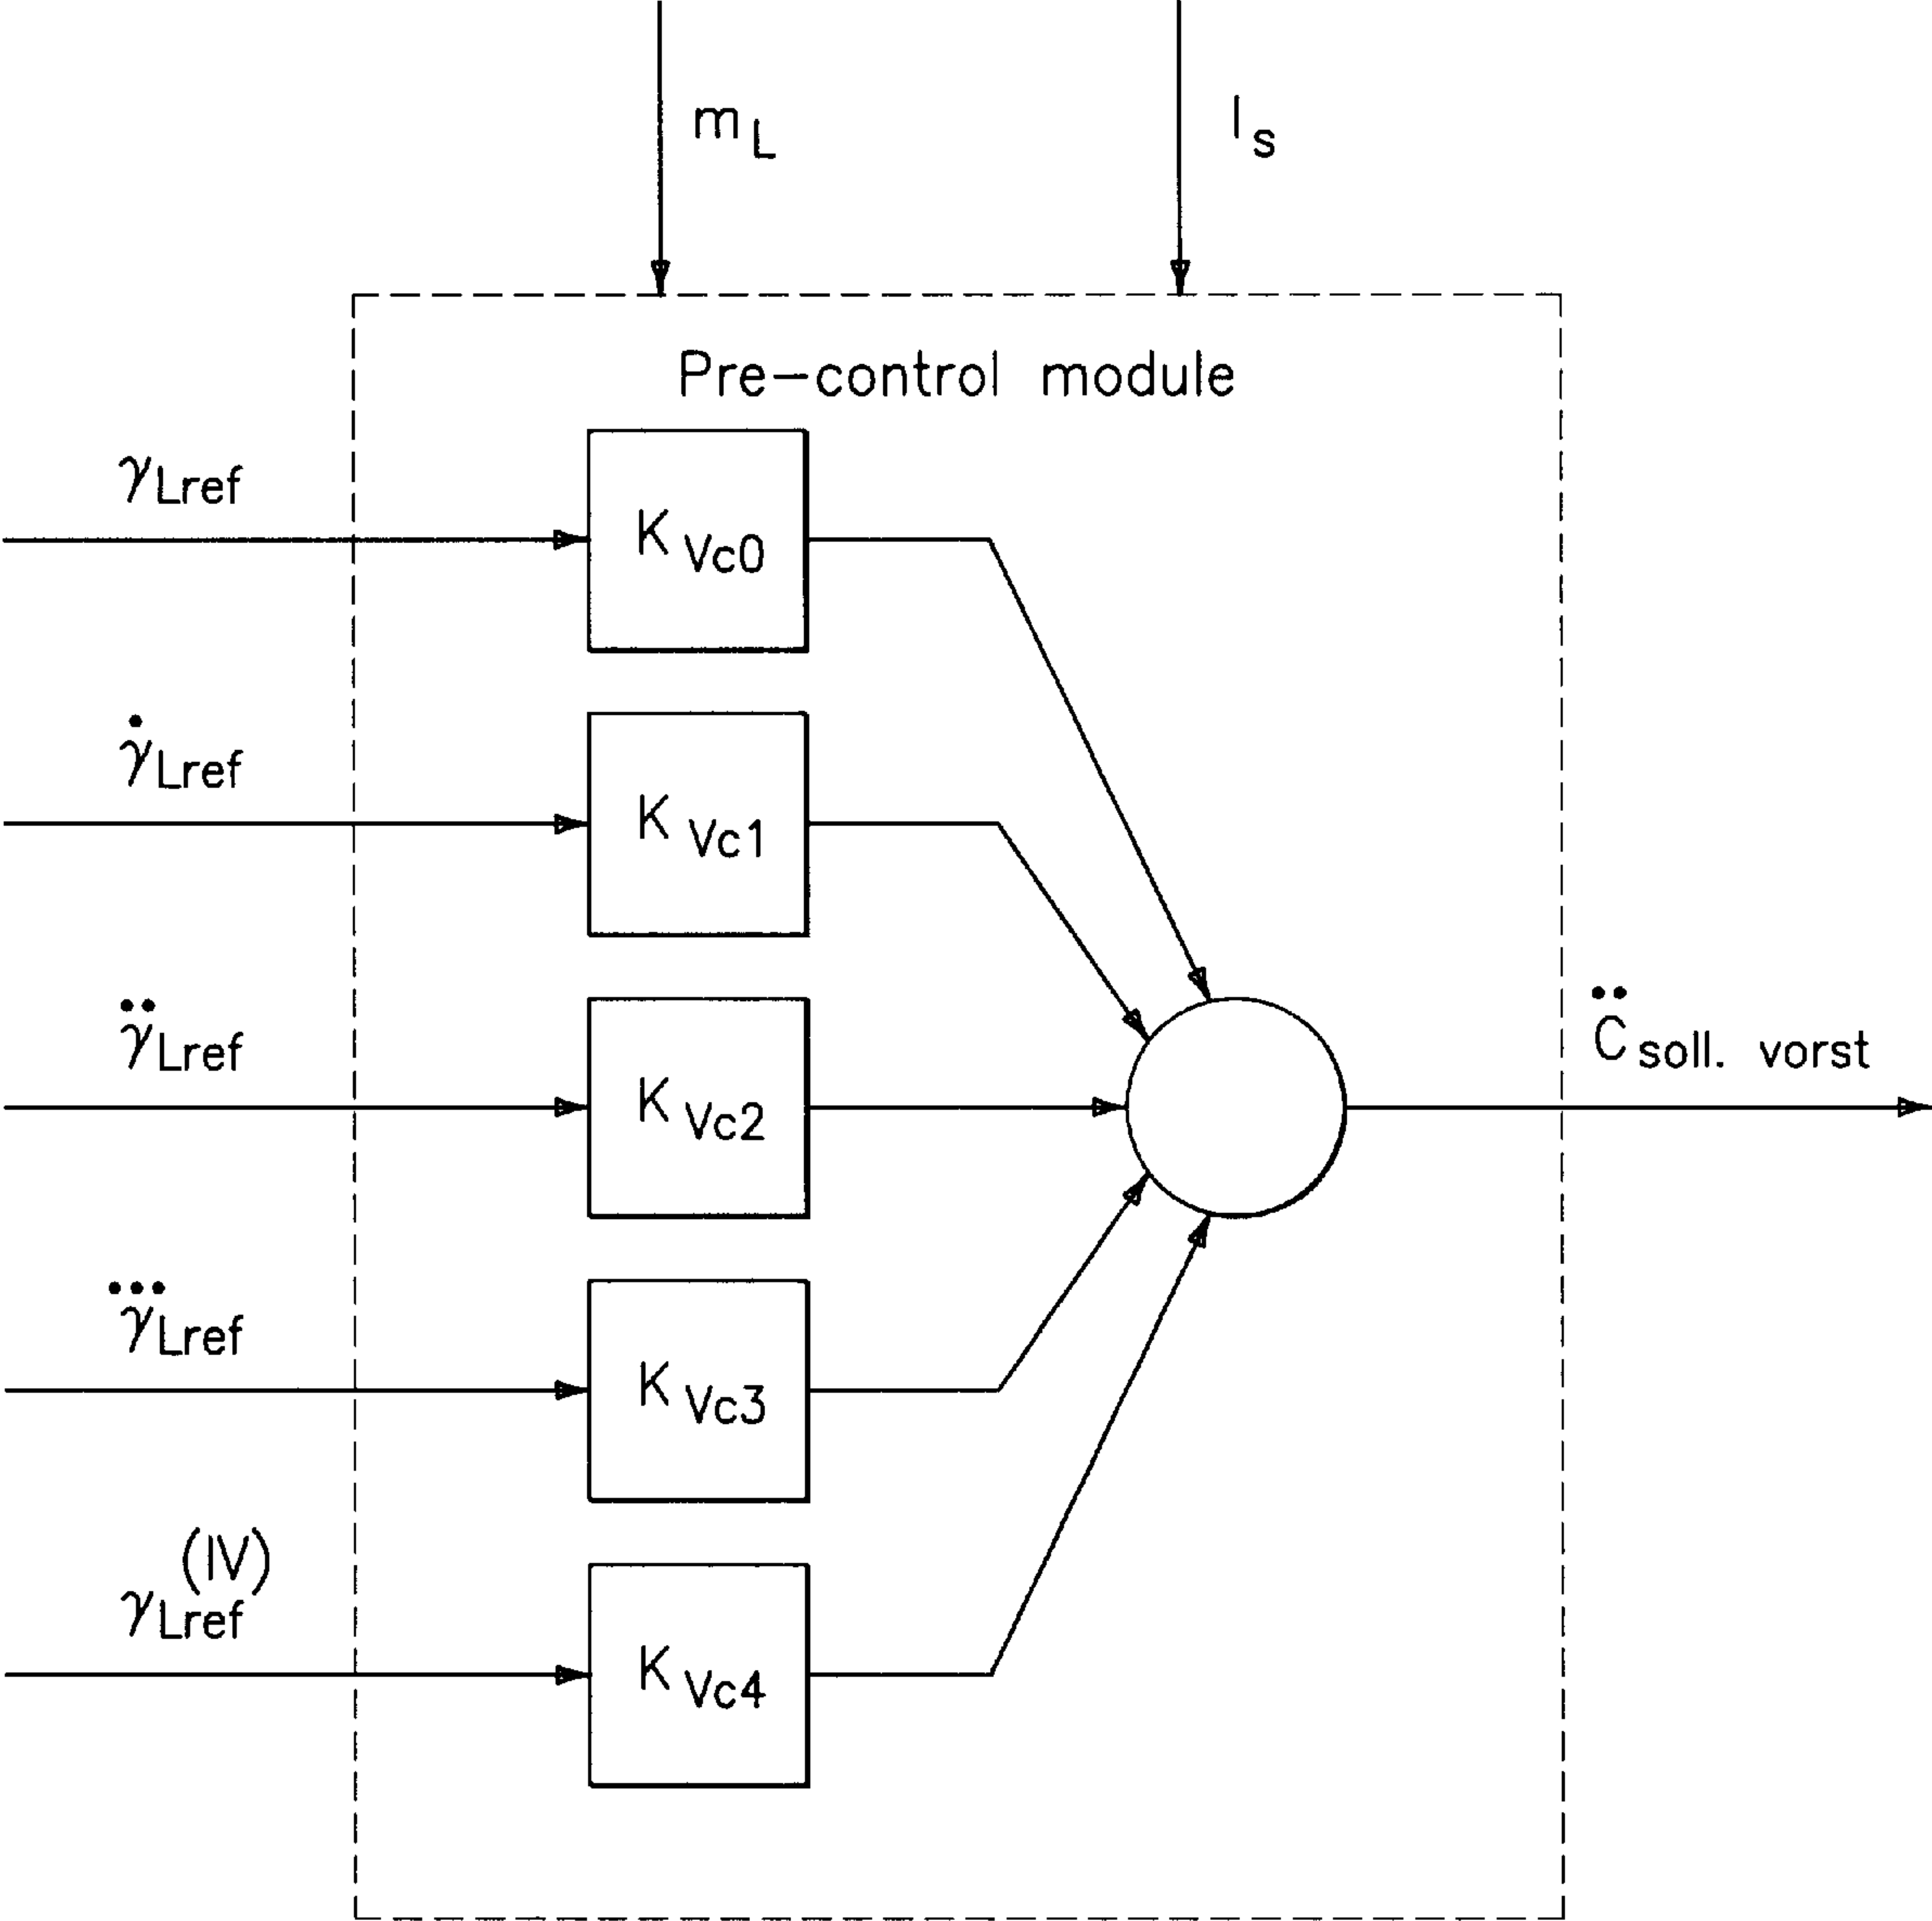 m_L
l_s
Pre-control module
γ_Lref
K_Vc0
γ̇_Lref
K_Vc1
γ̈_Lref
K_Vc2
C̈_soll. vorst
γ⃛_Lref
K_Vc3
γ_Lref^(IV)
K_Vc4